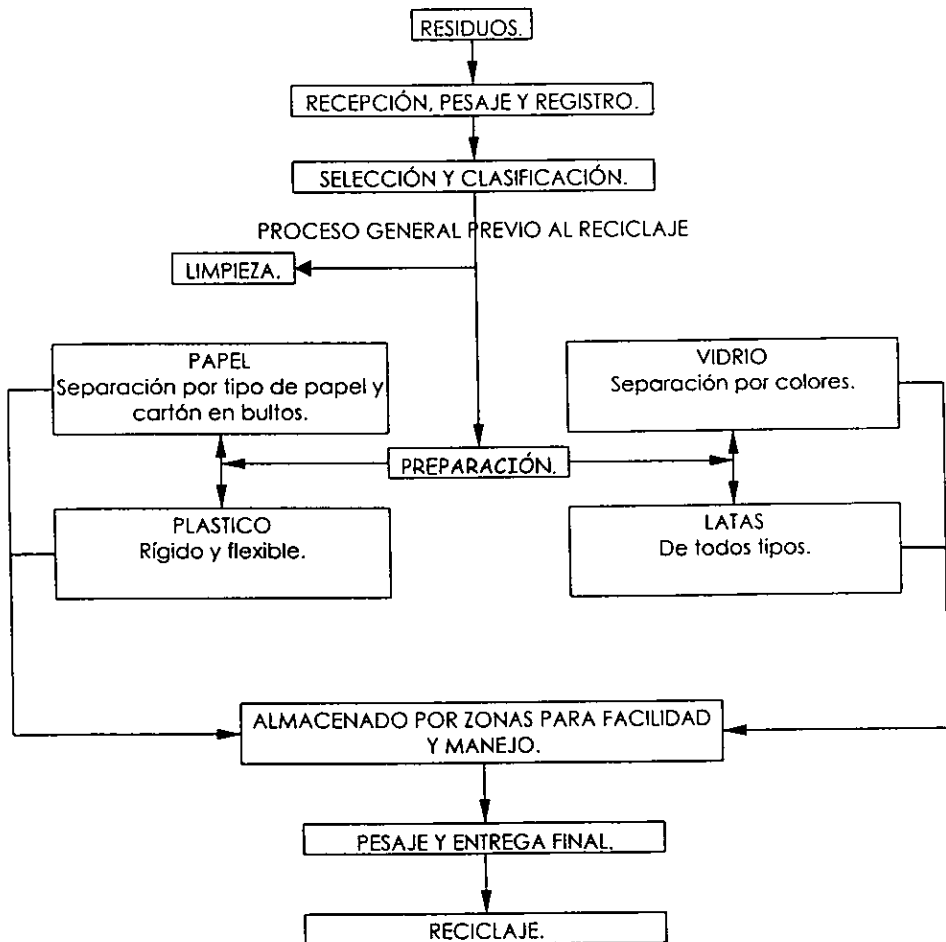 RESIDUOS.
RECEPCIÓN, PESAJE Y REGISTRO.
SELECCIÓN Y CLASIFICACIÓN.
PROCESO GENERAL PREVIO AL RECICLAJE
LIMPIEZA.
PAPEL
Separación por tipo de papel y
cartón en bultos.
VIDRIO
Separación por colores.
PREPARACIÓN.
PLASTICO
Rígido y flexible.
LATAS
De todos tipos.
ALMACENADO POR ZONAS PARA FACILIDAD
Y MANEJO.
PESAJE Y ENTREGA FINAL.
RECICLAJE.